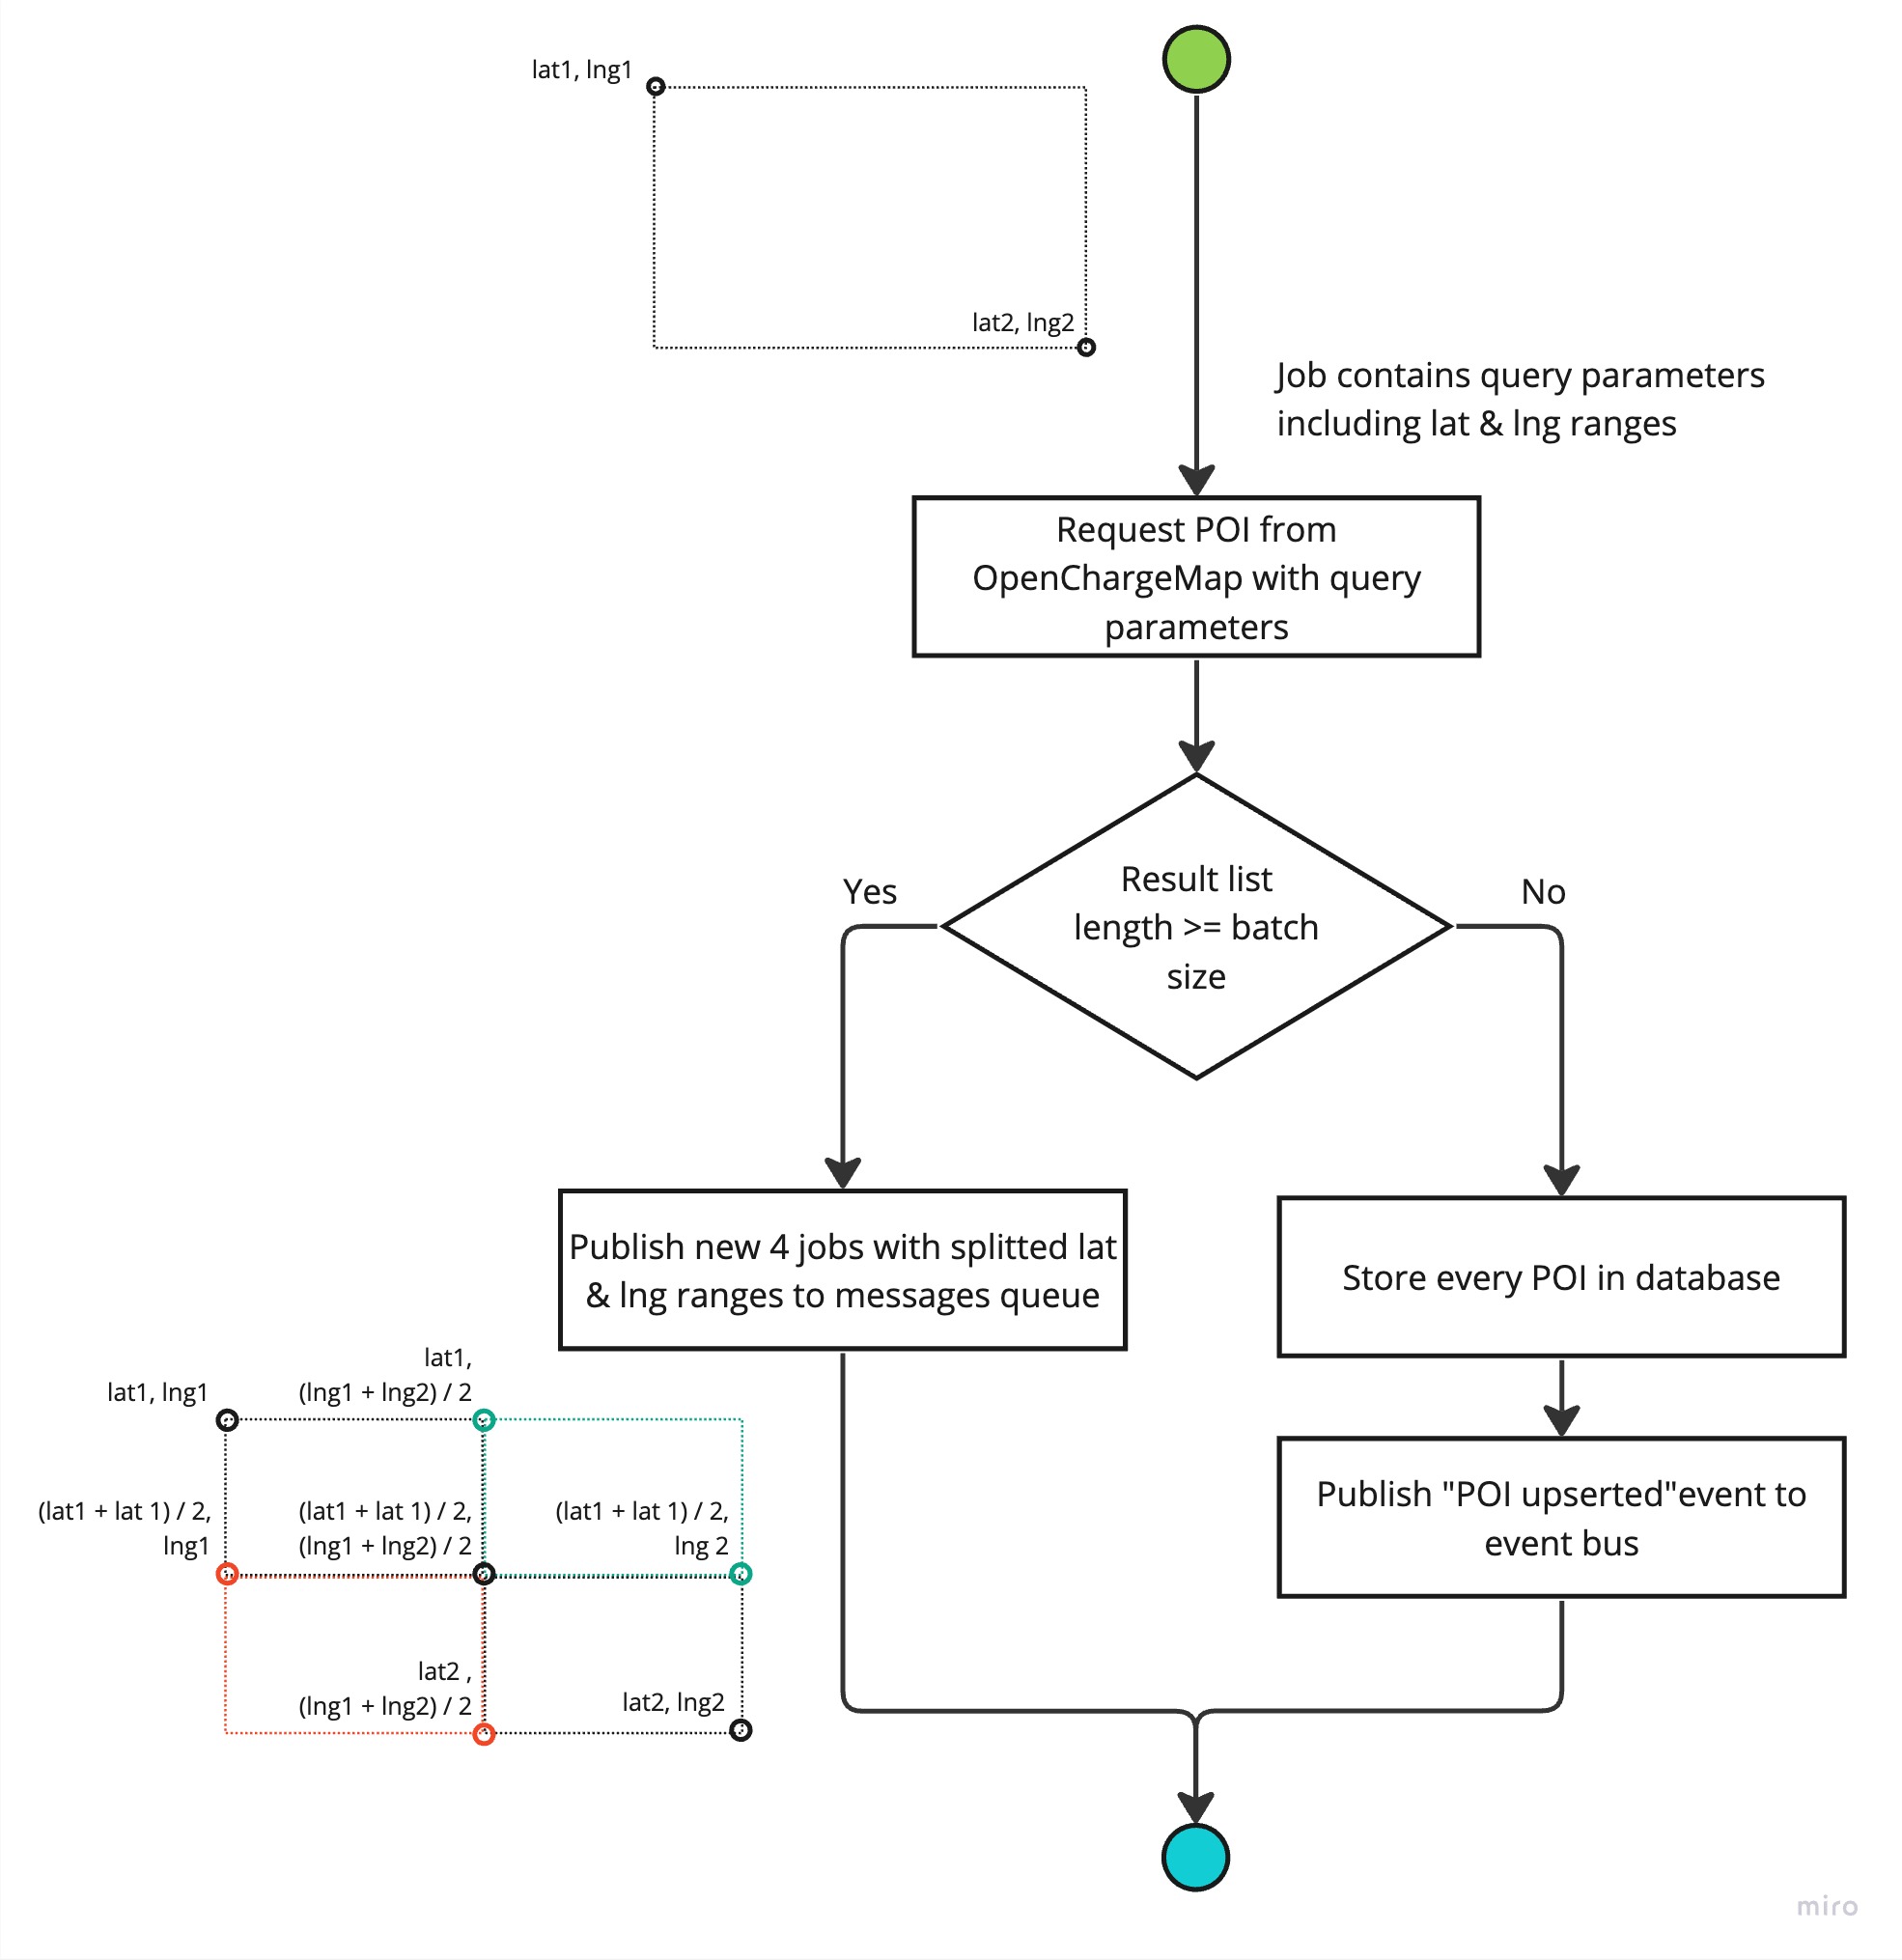 lat1, lng1
lat2, lng2
Job contains query parameters
including lat & lng ranges
Request POI from
OpenChargeMap with query
parameters
Result list
length >= batch
size
Yes
No
Publish new 4 jobs with splitted lat
& lng ranges to messages queue
Store every POI in database
Publish "POI upserted"event to
event bus
lat1, lng1
lat1,
(lng1 + lng2) / 2
(lat1 + lat 1) / 2,
lng1
(lat1 + lat 1) / 2,
(lng1 + lng2) / 2
(lat1 + lat 1) / 2,
lng 2
lat2 ,
(lng1 + lng2) / 2
lat2, lng2
miro